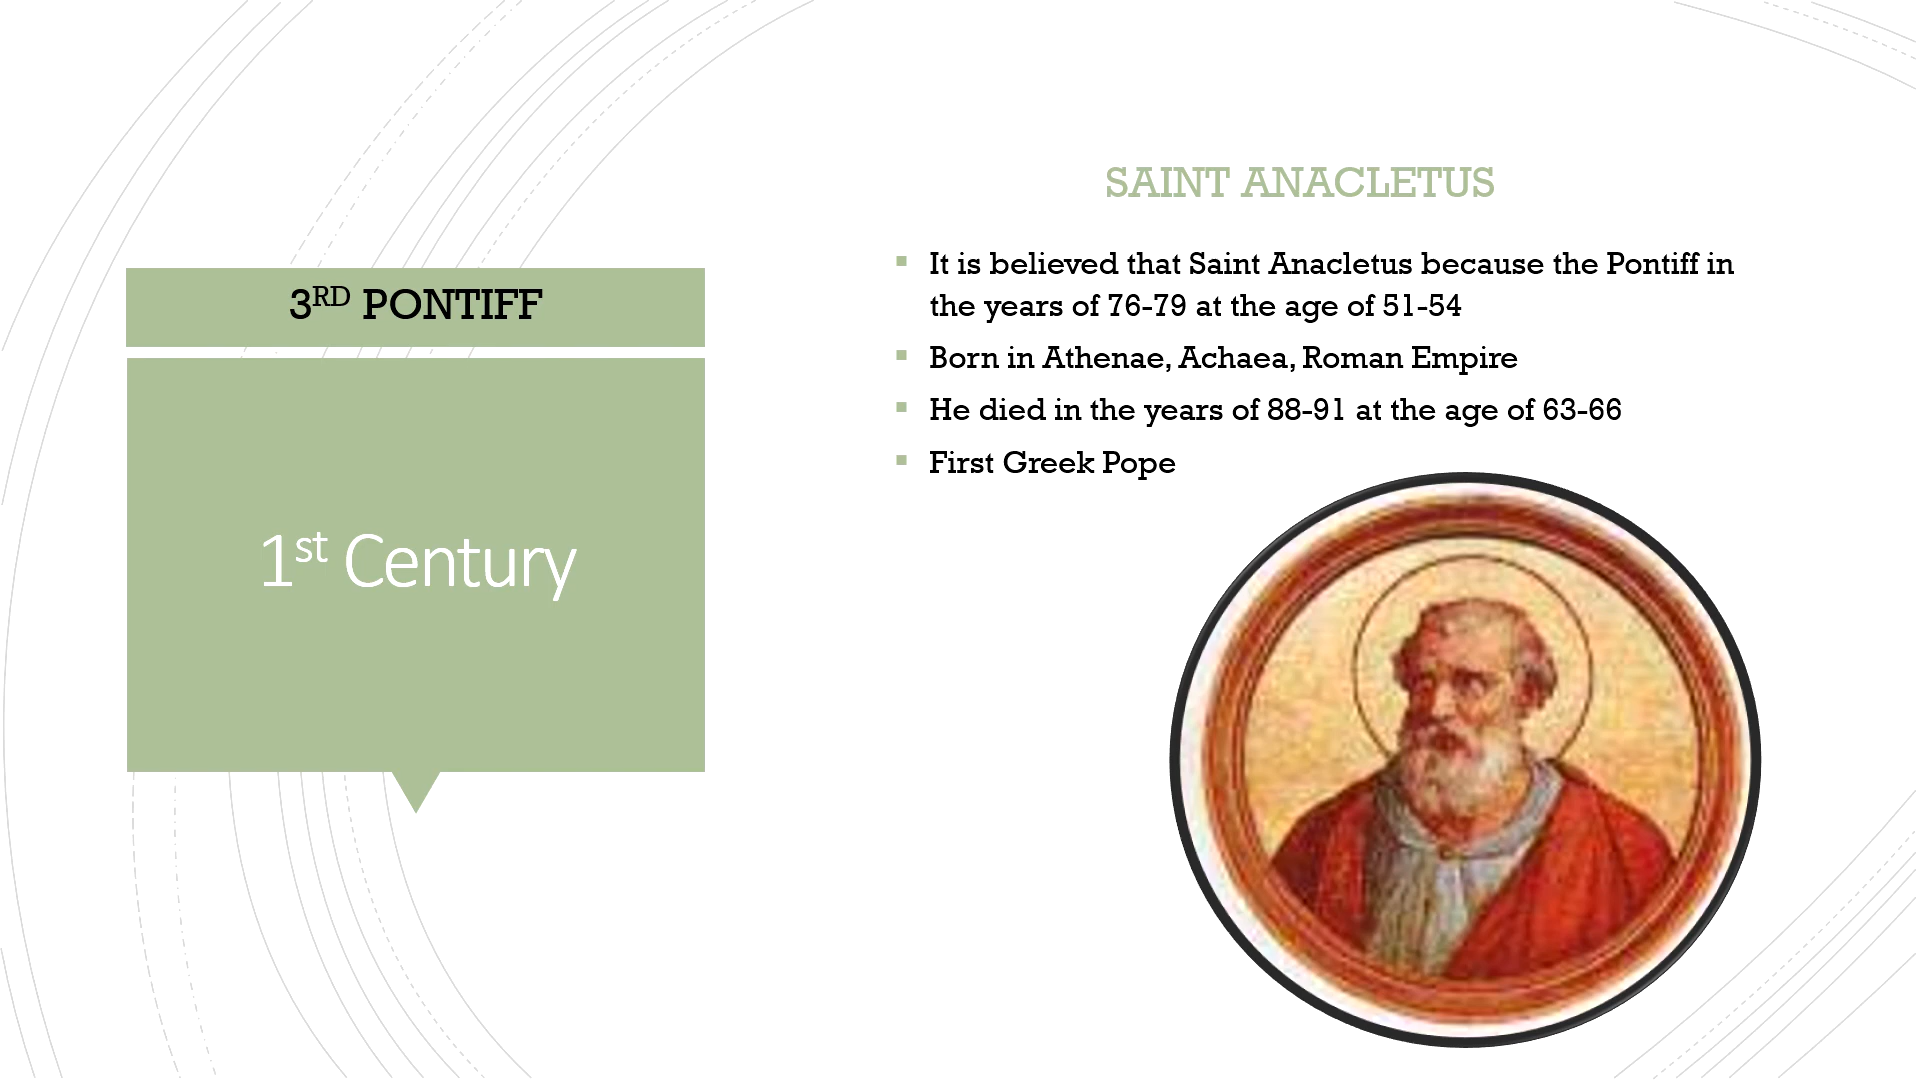 3RD PONTIFF
1st Century
SAINT ANACLETUS
▪ It is believed that Saint Anacletus because the Pontiff in
the years of 76-79 at the age of 51-54
▪ Born in Athenae, Achaea, Roman Empire
▪ He died in the years of 88-91 at the age of 63-66
▪ First Greek Pope